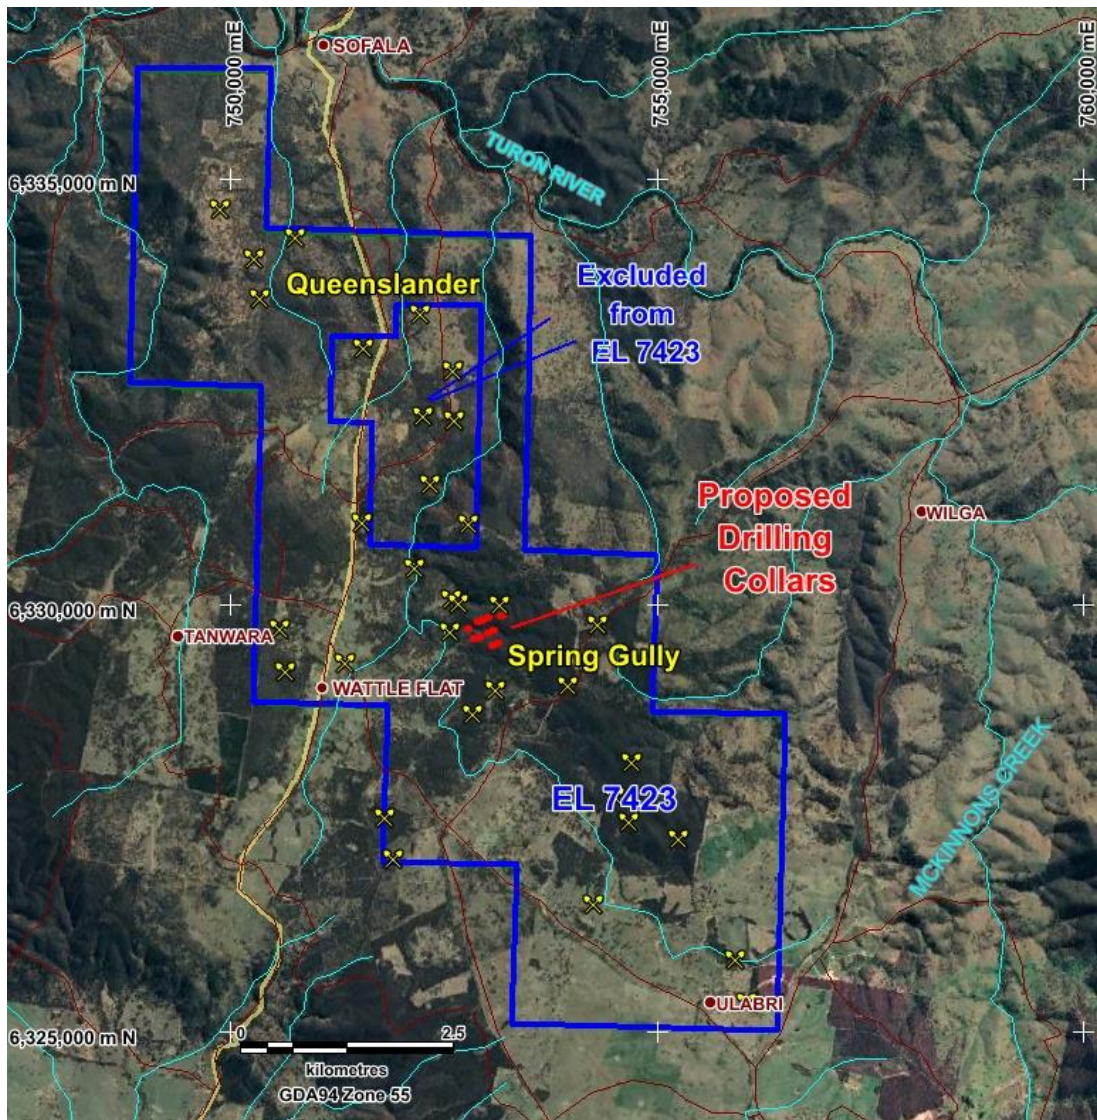 750,000 mE
755,000 mE
760,000 mE
SOFALA
TURON RIVER
6,335,000 m N
Queenslander
Excluded
from
EL 7423
Proposed
Drilling
Collars
WILGA
6,330,000 m N
TANWARA
Spring Gully
WATTLE FLAT
EL 7423
MCKINNONS CREEK
ULABRI
6,325,000 m N
0 2.5
kilometres
GDA94 Zone 55